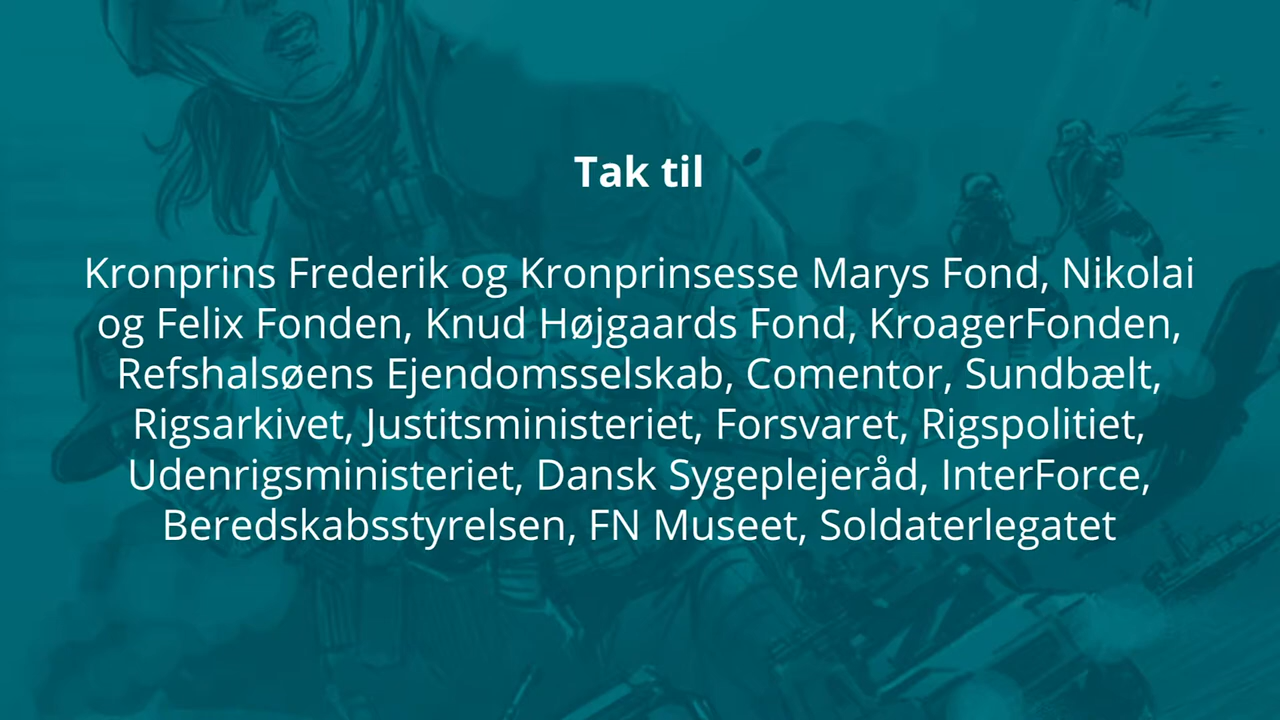 Tak til
Kronprins Frederik og Kronprinsesse Marys Fond, Nikolai
og Felix Fonden, Knud Højgaards Fond, KroagerFonden,
Refshalsøens Ejendomsselskab, Comentor, Sundbælt,
Rigsarkivet, Justitsministeriet, Forsvaret, Rigspolitiet,
Udenrigsministeriet, Dansk Sygeplejeråd, InterForce,
Beredskabsstyrelsen, FN Museet, Soldaterlegatet